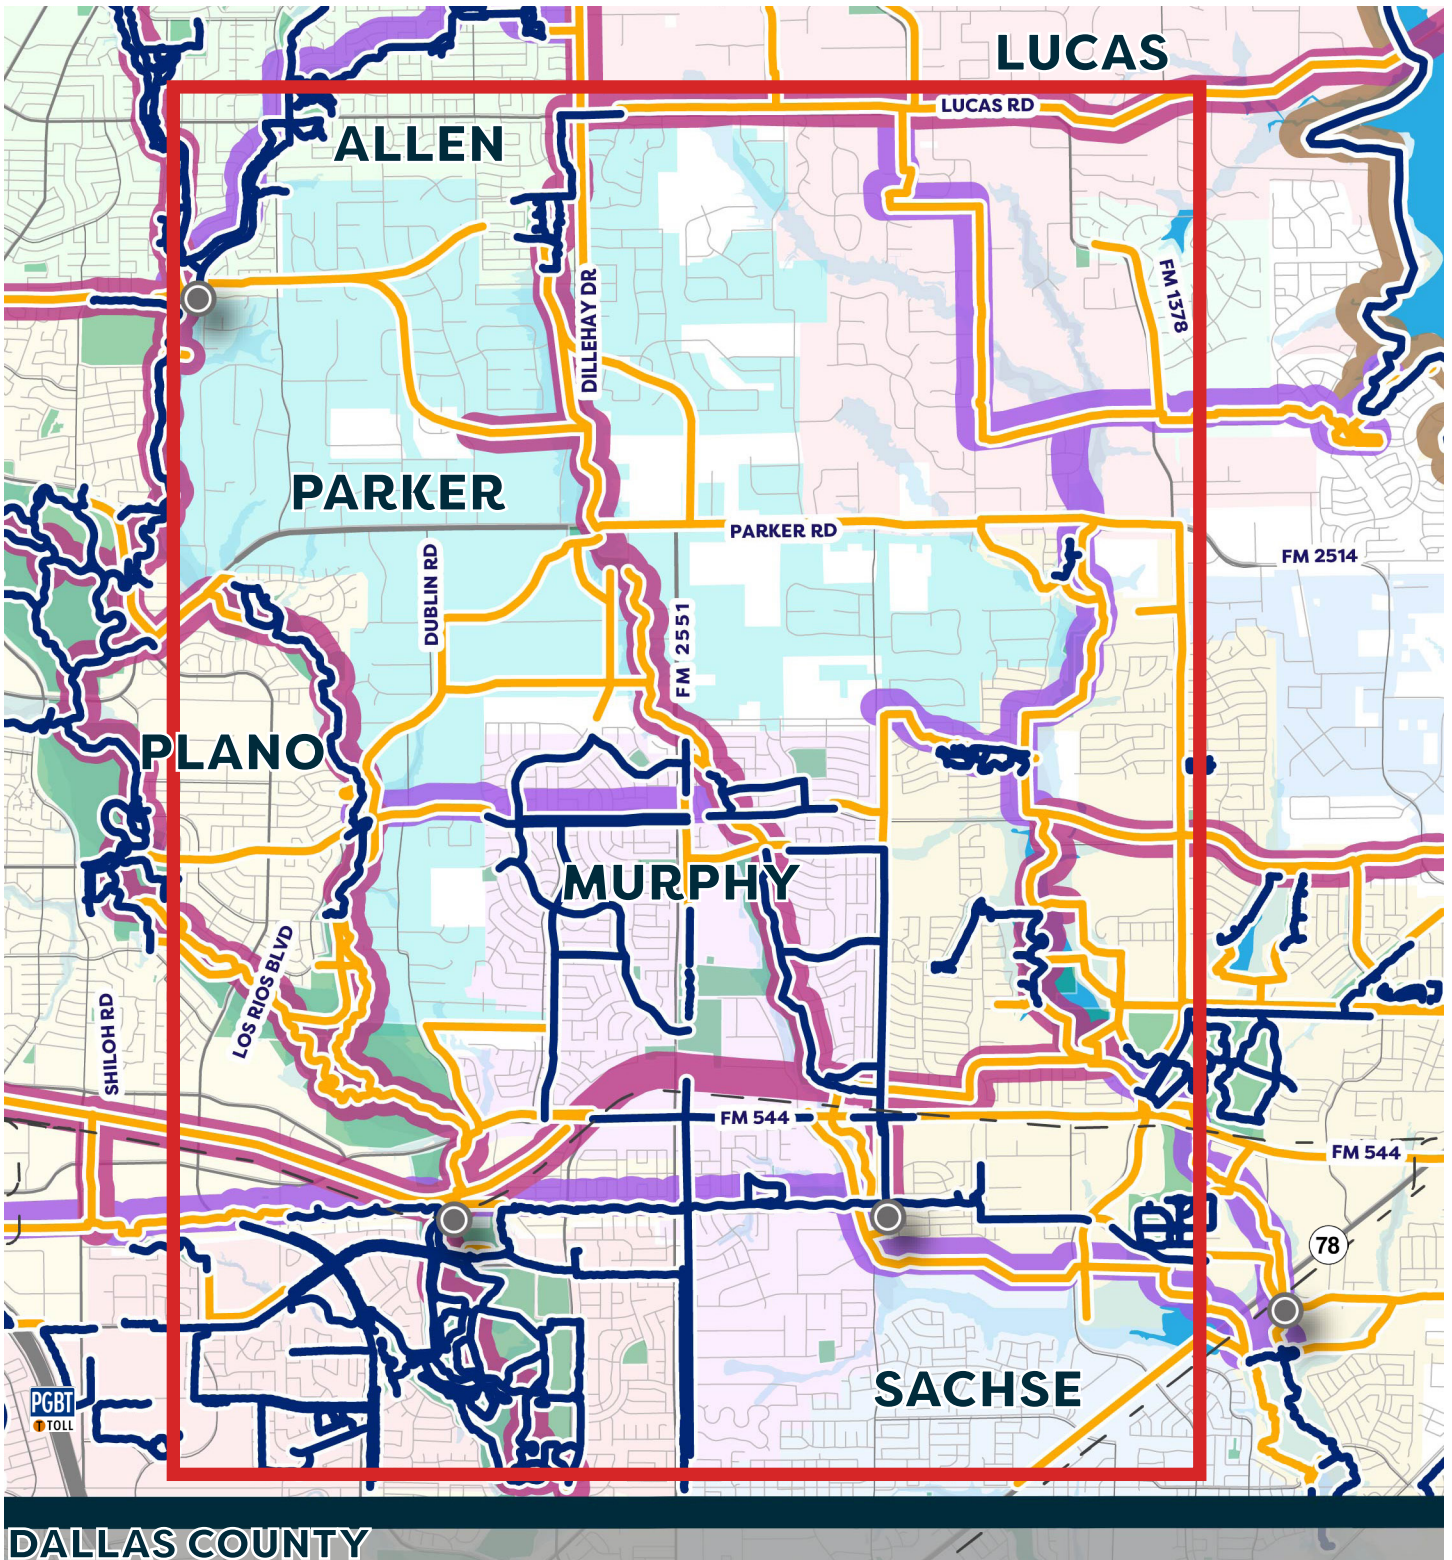 LUCAS
LUCAS RD
ALLEN
FM 1378
DILLEHAY DR
PARKER
PARKER RD
FM 2514
DUBLIN RD
FM 2551
PLANO
MURPHY
LOS RIOS BLVD
SHILOH RD
FM 544
FM 544
78
SACHSE
PGBT
T TOLL
DALLAS COUNTY